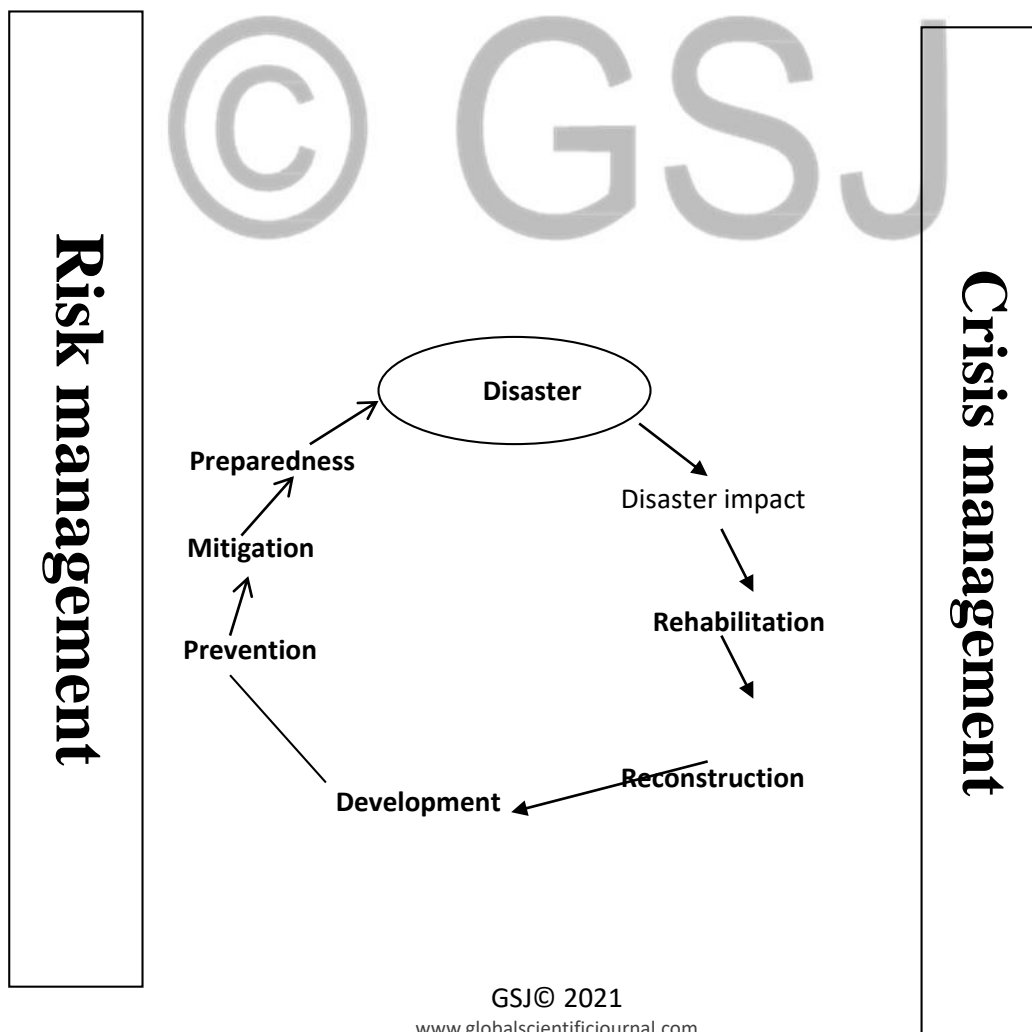 © GSJ
Risk management
Crisis management
Disaster
Preparedness
Disaster impact
Mitigation
Rehabilitation
Prevention
Reconstruction
Development
GSJ© 2021
www.globalscientificjournal.com